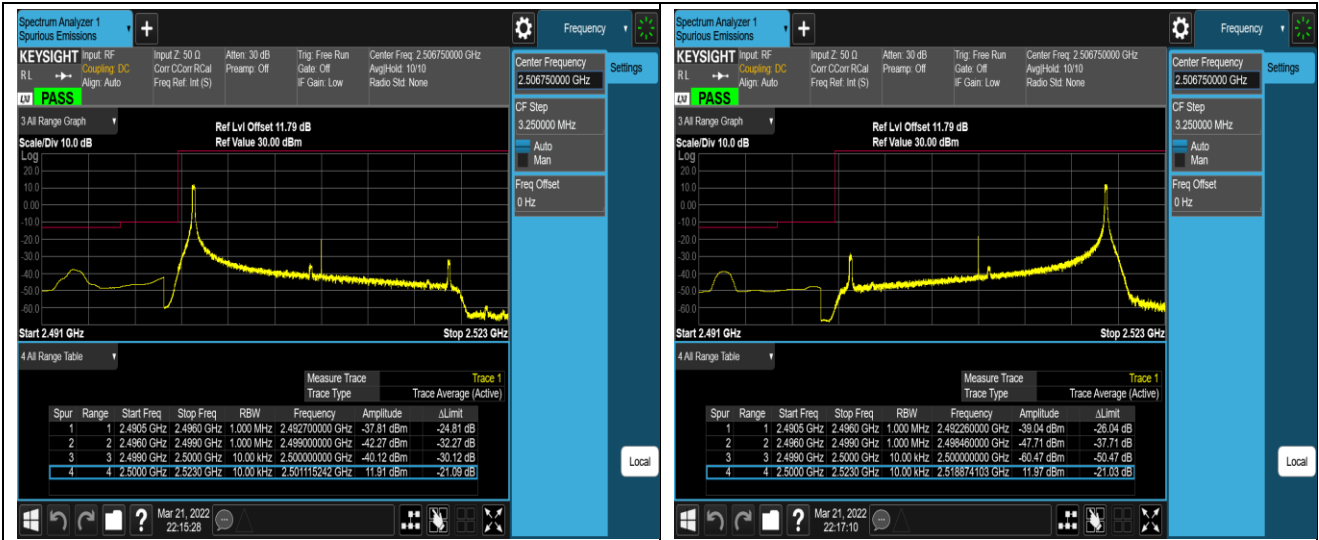 Spectrum Analyzer 1
Spurious Emissions
Frequency
KEYSIGHT Input: RF Input Z: 50 Ω Atten: 30 dB Trig: Free Run Center Freq: 2.506750000 GHz
Coupling: DC Corr CCorr RCal Preamp: Off Gate: Off Avg|Hold: 10/10
RL Align: Auto Freq Ref: Int (S) IF Gain: Low Radio Std: None
LXI PASS
Center Frequency
2.506750000 GHz
Settings
CF Step
3.250000 MHz
Auto
Man
Freq Offset
0 Hz
3 All Range Graph
Ref Lvl Offset 11.79 dB
Scale/Div 10.0 dB Ref Value 30.00 dBm
Log
20.0
10.0
0.00
-10.0
-20.0
-30.0
-40.0
-50.0
-60.0
Start 2.491 GHz Stop 2.523 GHz
4 All Range Table
Measure Trace Trace 1
Trace Type Trace Average (Active)
Spur Range Start Freq Stop Freq RBW Frequency Amplitude ΔLimit
1 1 2.4905 GHz 2.4960 GHz 1.000 MHz 2.492700000 GHz -37.81 dBm -24.81 dB
2 2 2.4960 GHz 2.4990 GHz 1.000 MHz 2.499000000 GHz -42.27 dBm -32.27 dB
3 3 2.4990 GHz 2.5000 GHz 10.00 kHz 2.500000000 GHz -40.12 dBm -30.12 dB
4 4 2.5000 GHz 2.5230 GHz 10.00 kHz 2.501115242 GHz 11.91 dBm -21.09 dB
Local
Mar 21, 2022
22:15:28
Spectrum Analyzer 1
Spurious Emissions
Frequency
KEYSIGHT Input: RF Input Z: 50 Ω Atten: 30 dB Trig: Free Run Center Freq: 2.506750000 GHz
Coupling: DC Corr CCorr RCal Preamp: Off Gate: Off Avg|Hold: 10/10
RL Align: Auto Freq Ref: Int (S) IF Gain: Low Radio Std: None
LXI PASS
Center Frequency
2.506750000 GHz
Settings
CF Step
3.250000 MHz
Auto
Man
Freq Offset
0 Hz
3 All Range Graph
Ref Lvl Offset 11.79 dB
Scale/Div 10.0 dB Ref Value 30.00 dBm
Log
20.0
10.0
0.00
-10.0
-20.0
-30.0
-40.0
-50.0
-60.0
Start 2.491 GHz Stop 2.523 GHz
4 All Range Table
Measure Trace Trace 1
Trace Type Trace Average (Active)
Spur Range Start Freq Stop Freq RBW Frequency Amplitude ΔLimit
1 1 2.4905 GHz 2.4960 GHz 1.000 MHz 2.492260000 GHz -39.04 dBm -26.04 dB
2 2 2.4960 GHz 2.4990 GHz 1.000 MHz 2.498460000 GHz -47.71 dBm -37.71 dB
3 3 2.4990 GHz 2.5000 GHz 10.00 kHz 2.500000000 GHz -60.47 dBm -50.47 dB
4 4 2.5000 GHz 2.5230 GHz 10.00 kHz 2.518874103 GHz 11.97 dBm -21.03 dB
Local
Mar 21, 2022
22:17:10